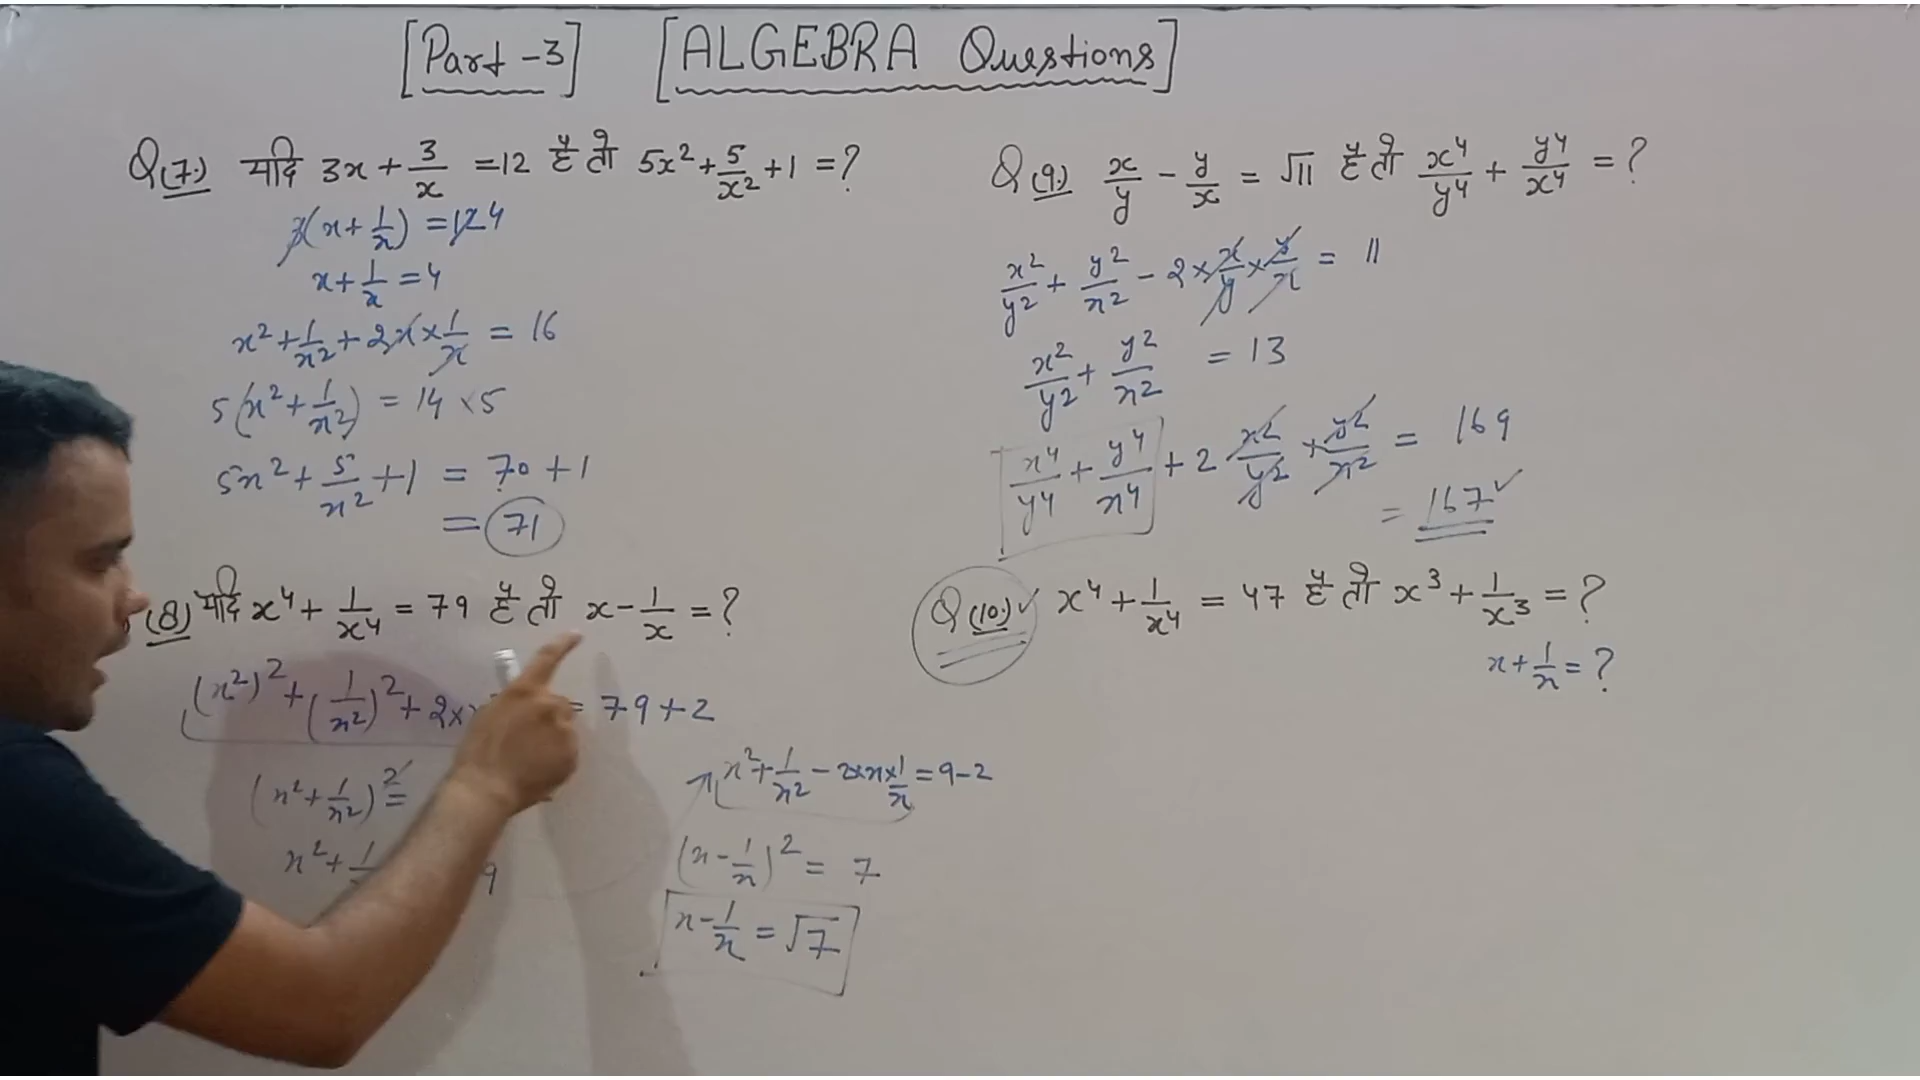 [Part-3] [ALGEBRA Questions]
Q(7.) यदि 3x + 3/x = 12 है तो 5x² + 5/x² + 1 = ?
3(x + 1/x) = 12 4
x + 1/x = 4
x² + 1/x² + 2x × 1/x = 16
5(x² + 1/x²) = 14 × 5
5x² + 5/x² + 1 = 70 + 1
= 71
(8) यदि x⁴ + 1/x⁴ = 79 है तो x - 1/x = ?
(x²)² + (1/x²)² + 2× = 79 + 2
(x² + 1/x²)² =
x² + 1/ 9
x² + 1/x² - 2×x×1/x = 9 - 2
(x - 1/x)² = 7
x - 1/x = √7
Q(9.) x/y - y/x = √11 है तो x⁴/y⁴ + y⁴/x⁴ = ?
x²/y² + y²/x² - 2 × x/y × y/x = 11
x²/y² + y²/x² = 13
x⁴/y⁴ + y⁴/x⁴ + 2 x²/y² + y²/x² = 169
= 167 ✓
Q(10.) ✓ x⁴ + 1/x⁴ = 47 है तो x³ + 1/x³ = ?
x + 1/x = ?